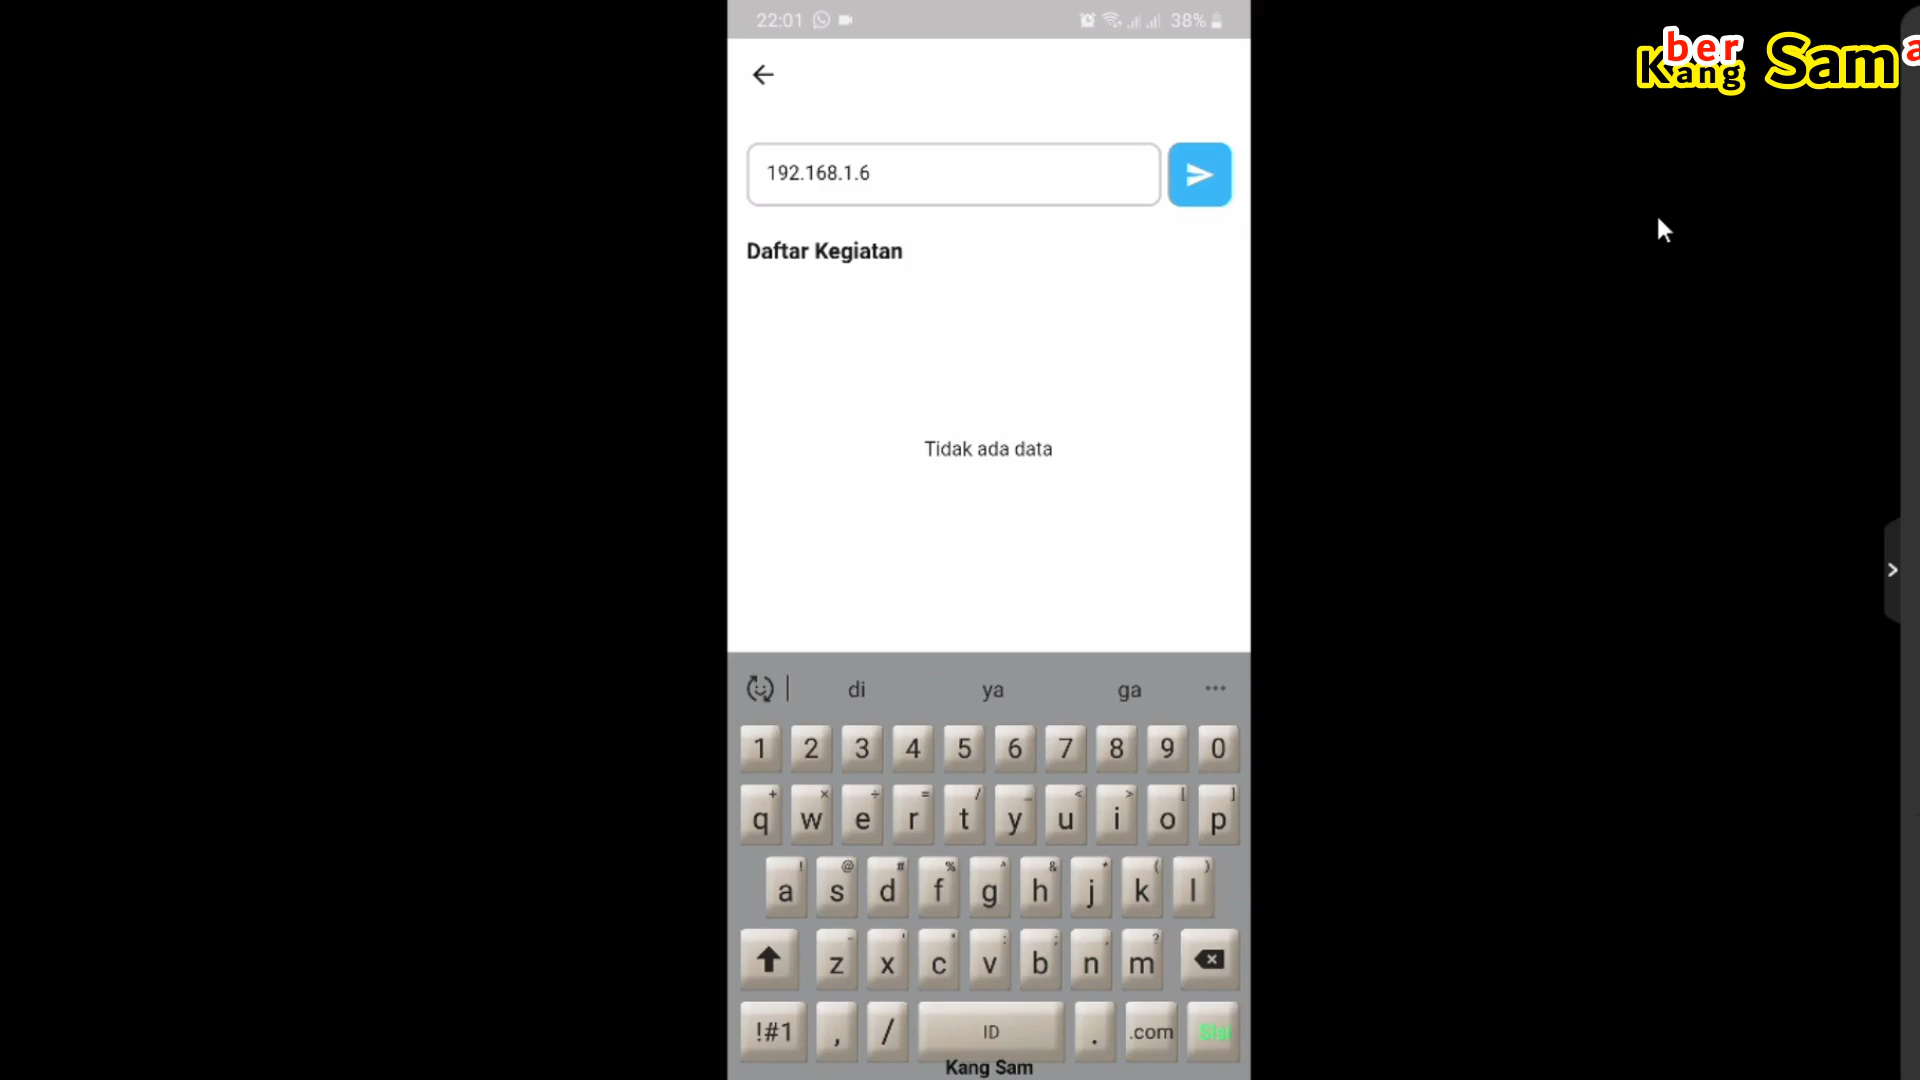 22:01 38%
ber
Kang Sam
192.168.1.6
Daftar Kegiatan
Tidak ada data
di ya ga ...
1 2 3 4 5 6 7 8 9 0
q w e r t y u i o p
a s d f g h j k l
z x c v b n m
!#1 , / ID . .com
Kang Sam